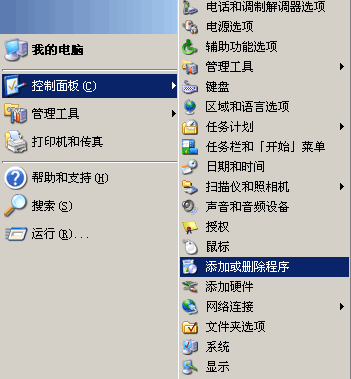 我的电脑
控制面板(C)
管理工具
打印机和传真
帮助和支持(H)
搜索(S)
运行(R)...
电话和调制解调器选项
电源选项
辅助功能选项
管理工具
键盘
区域和语言选项
任务计划
任务栏和「开始」菜单
日期和时间
扫描仪和照相机
声音和音频设备
授权
鼠标
添加或删除程序
添加硬件
网络连接
文件夹选项
系统
显示